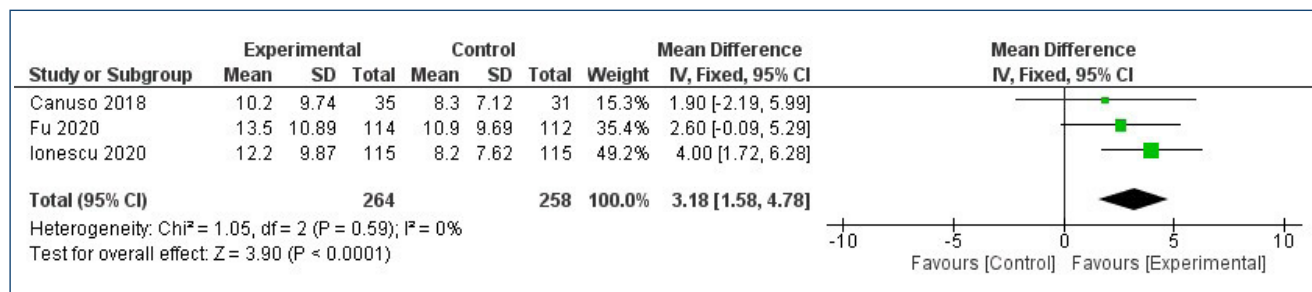 Experimental Control Mean Difference Mean Difference
Study or Subgroup Mean SD Total Mean SD Total Weight IV, Fixed, 95% CI IV, Fixed, 95% CI
Canuso 2018 10.2 9.74 35 8.3 7.12 31 15.3% 1.90 [-2.19, 5.99]
Fu 2020 13.5 10.89 114 10.9 9.69 112 35.4% 2.60 [-0.09, 5.29]
Ionescu 2020 12.2 9.87 115 8.2 7.62 115 49.2% 4.00 [1.72, 6.28]
Total (95% CI) 264 258 100.0% 3.18 [1.58, 4.78]
Heterogeneity: Chi² = 1.05, df = 2 (P = 0.59); I² = 0%
Test for overall effect: Z = 3.90 (P < 0.0001)
-10 -5 0 5 10
Favours [Control] Favours [Experimental]